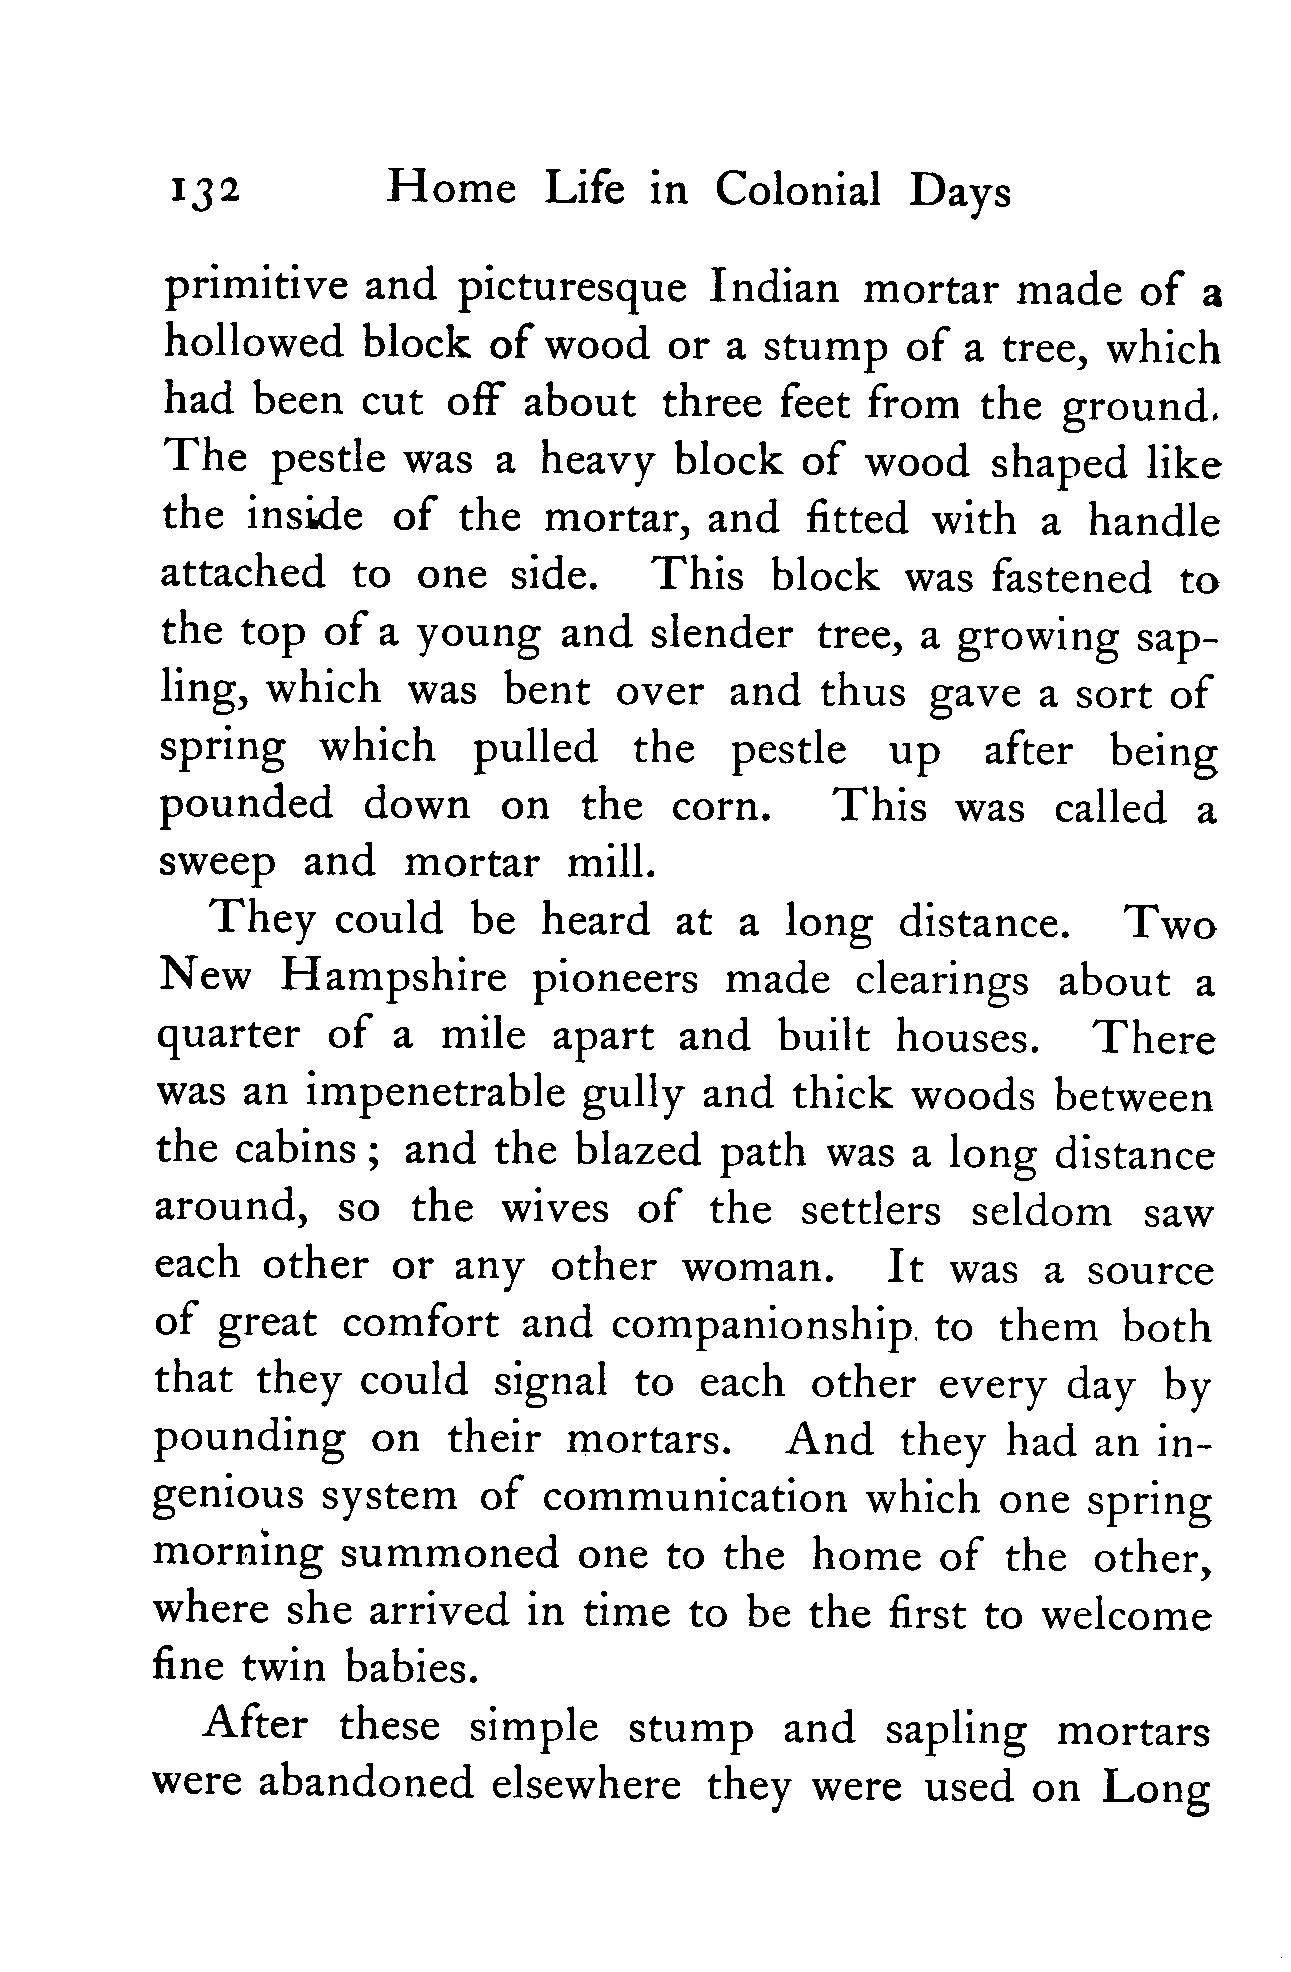 132 Home Life in Colonial Days
primitive and picturesque Indian mortar made of a
hollowed block of wood or a stump of a tree, which
had been cut off about three feet from the ground.
The pestle was a heavy block of wood shaped like
the inside of the mortar, and fitted with a handle
attached to one side. This block was fastened to
the top of a young and slender tree, a growing sap-
ling, which was bent over and thus gave a sort of
spring which pulled the pestle up after being
pounded down on the corn. This was called a
sweep and mortar mill.
They could be heard at a long distance. Two
New Hampshire pioneers made clearings about a
quarter of a mile apart and built houses. There
was an impenetrable gully and thick woods between
the cabins ; and the blazed path was a long distance
around, so the wives of the settlers seldom saw
each other or any other woman. It was a source
of great comfort and companionship to them both
that they could signal to each other every day by
pounding on their mortars. And they had an in-
genious system of communication which one spring
morning summoned one to the home of the other,
where she arrived in time to be the first to welcome
fine twin babies.
After these simple stump and sapling mortars
were abandoned elsewhere they were used on Long